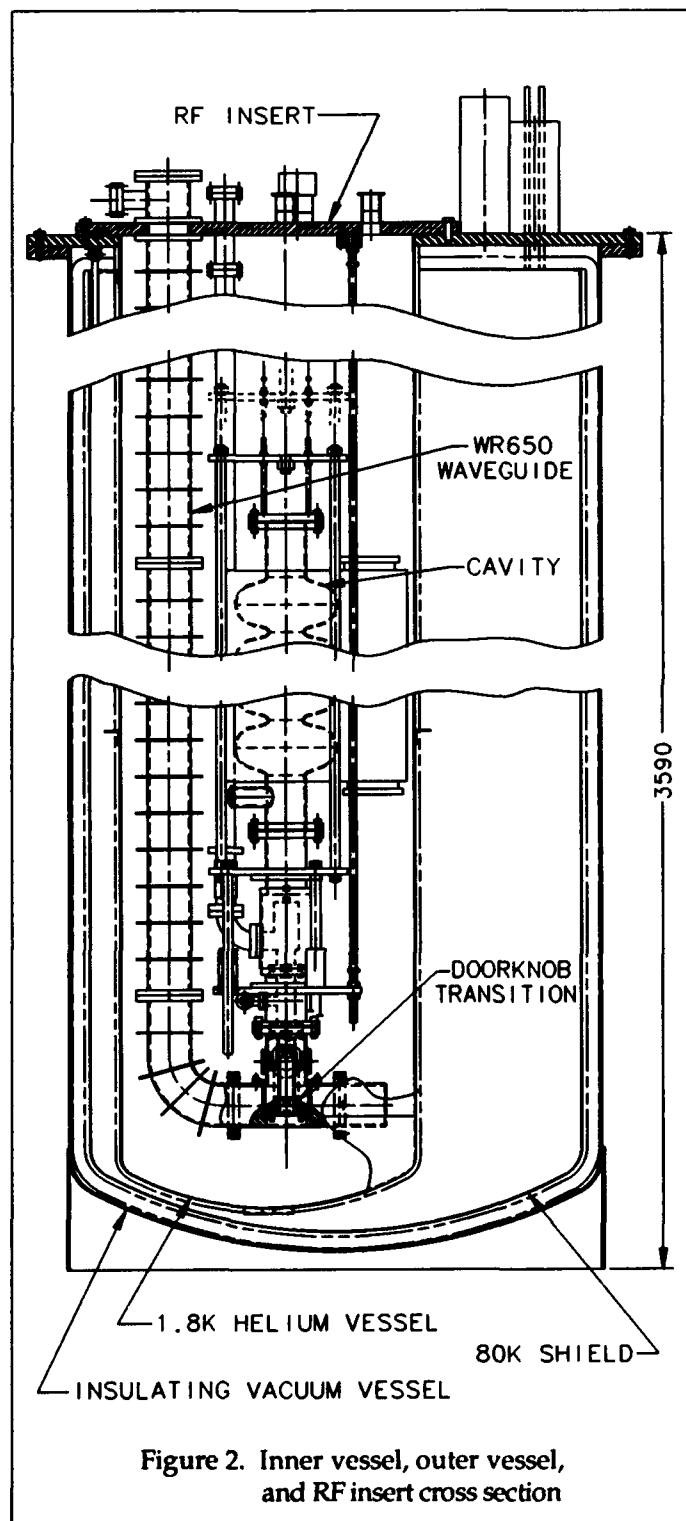 RF INSERT
WR650
WAVEGUIDE
CAVITY
3590
DOORKNOB
TRANSITION
1.8K HELIUM VESSEL
80K SHIELD
INSULATING VACUUM VESSEL
Figure 2. Inner vessel, outer vessel,
and RF insert cross section